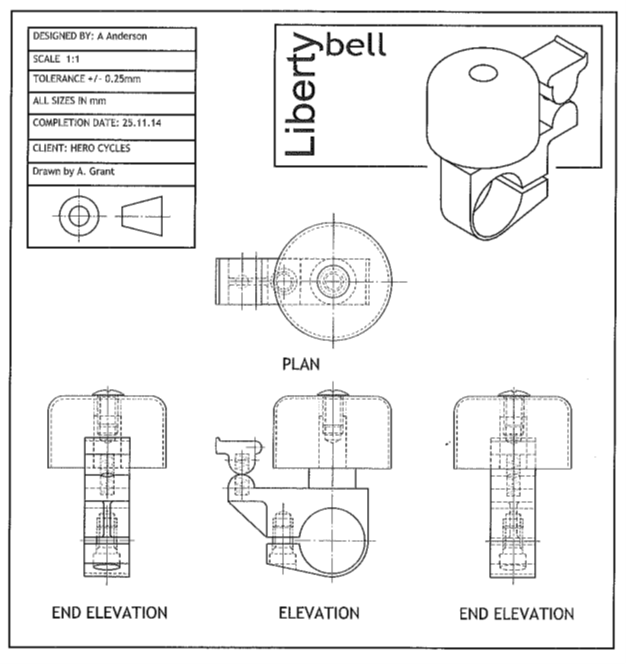 DESIGNED BY: A Anderson
SCALE 1:1
TOLERANCE +/- 0.25mm
ALL SIZES IN mm
COMPLETION DATE: 25.11.14
CLIENT: HERO CYCLES
Drawn by A. Grant
Liberty bell
PLAN
END ELEVATION
ELEVATION
END ELEVATION